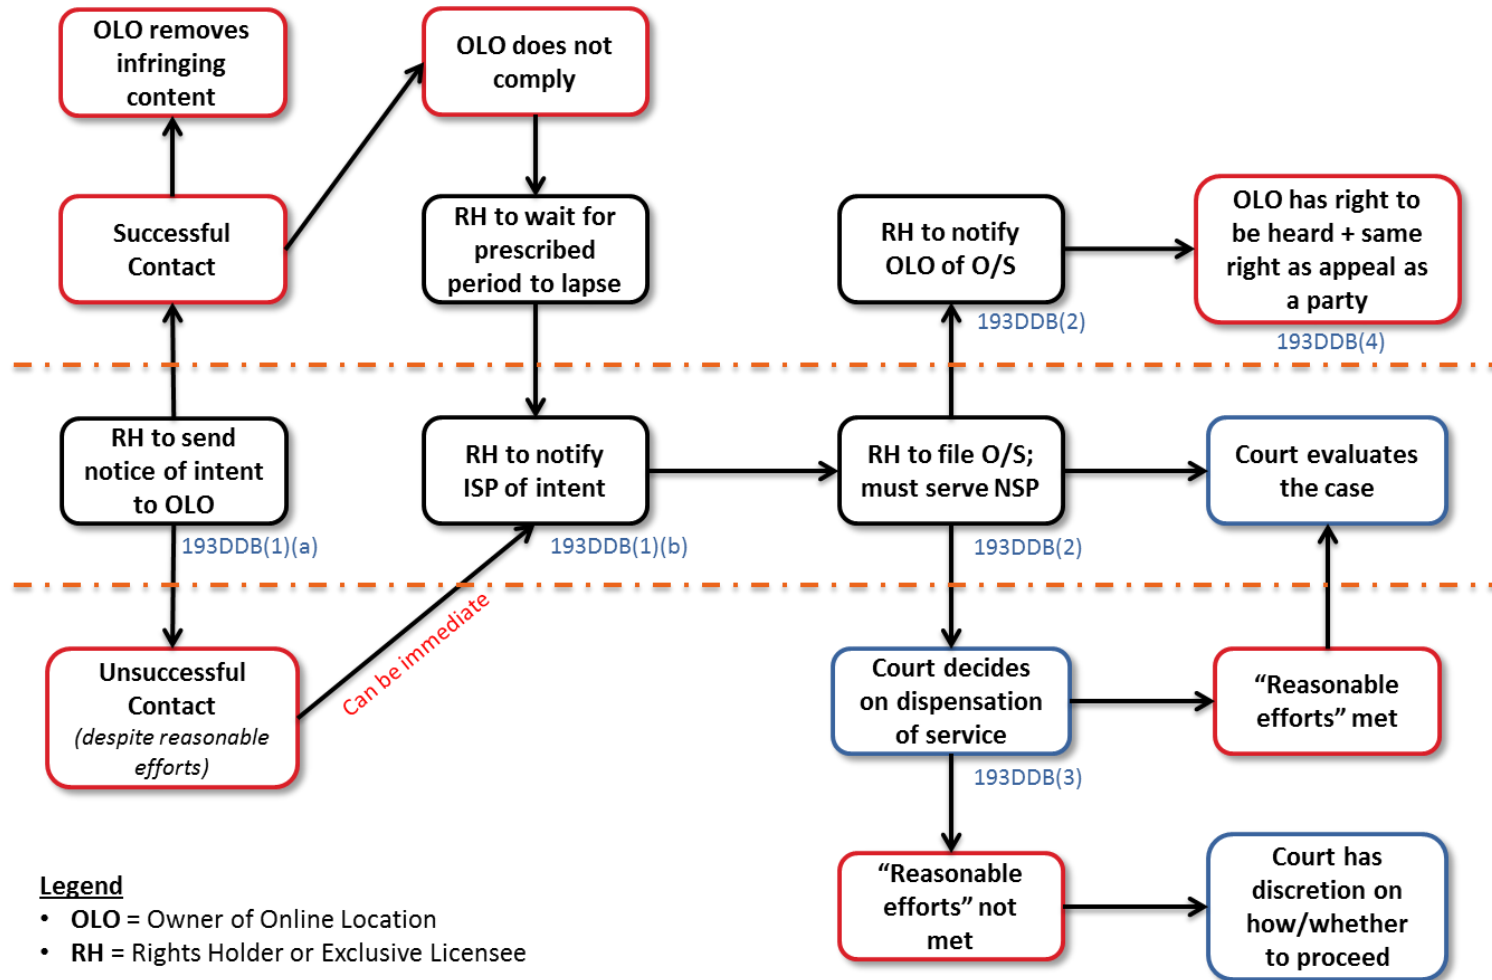 OLO removes
infringing
content
OLO does not
comply
Successful
Contact
RH to wait for
prescribed
period to lapse
RH to notify
OLO of O/S
193DDB(2)
OLO has right to
be heard + same
right as appeal as
a party
193DDB(4)
RH to send
notice of intent
to OLO
193DDB(1)(a)
RH to notify
ISP of intent
193DDB(1)(b)
RH to file O/S;
must serve NSP
193DDB(2)
Court evaluates
the case
Unsuccessful
Contact
(despite reasonable
efforts)
Can be immediate
Court decides
on dispensation
of service
193DDB(3)
“Reasonable
efforts” met
“Reasonable
efforts” not
met
Court has
discretion on
how/whether
to proceed
Legend
• OLO = Owner of Online Location
• RH = Rights Holder or Exclusive Licensee